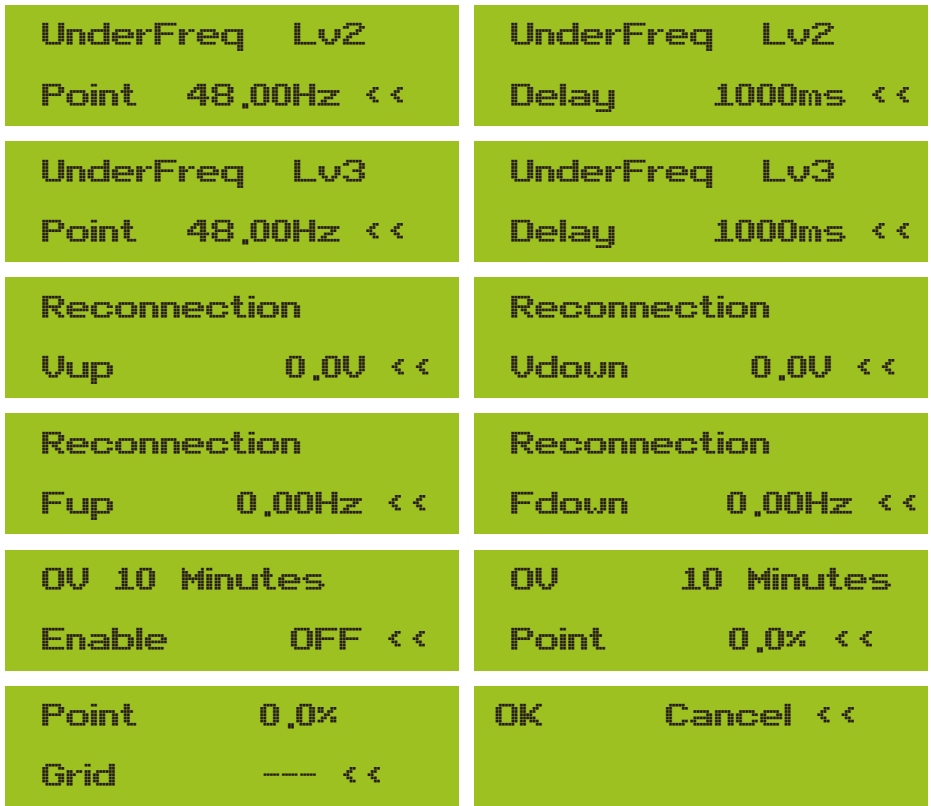 UnderFreq Lv2
Point 48.00Hz <<
UnderFreq Lv2
Delay 1000ms <<
UnderFreq Lv3
Point 48.00Hz <<
UnderFreq Lv3
Delay 1000ms <<
Reconnection
Vup 0.0V <<
Reconnection
Vdown 0.0V <<
Reconnection
Fup 0.00Hz <<
Reconnection
Fdown 0.00Hz <<
OV 10 Minutes
Enable OFF <<
OV 10 Minutes
Point 0.0% <<
Point 0.0%
Grid --- <<
OK Cancel <<